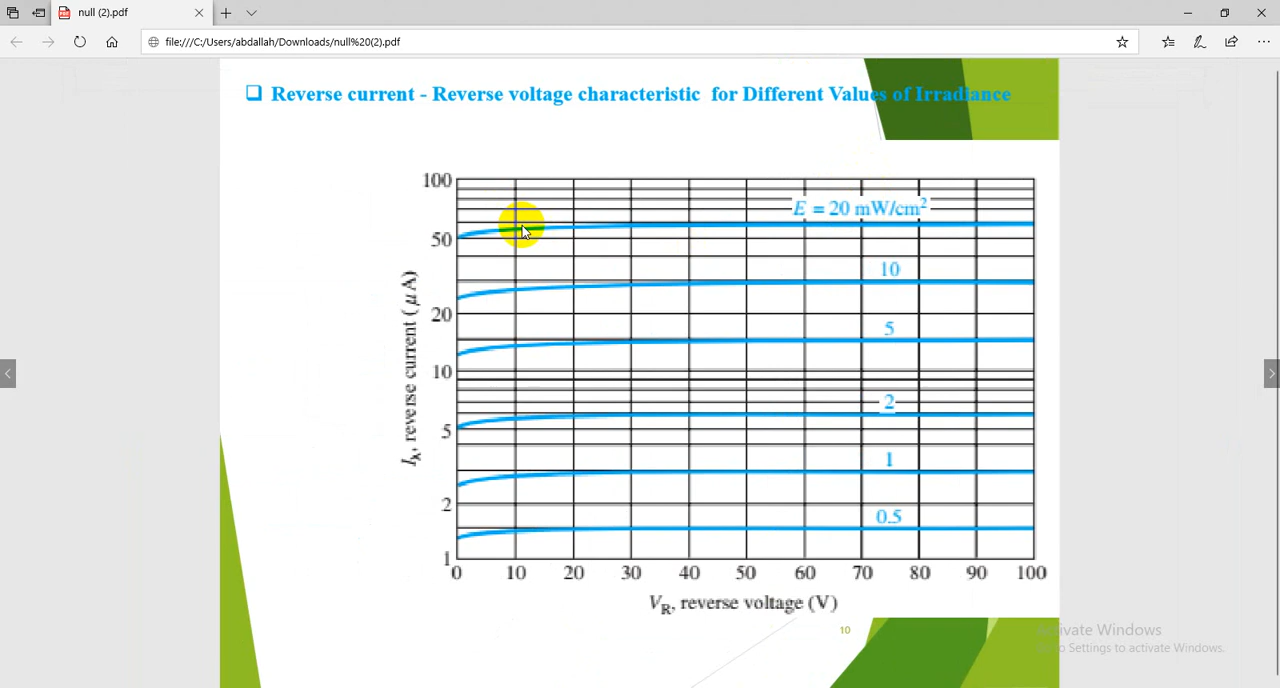 null (2).pdf
file:///C:/Users/abdallah/Downloads/null%20(2).pdf
Reverse current - Reverse voltage characteristic for Different Values of Irradiance
100
50
20
10
5
2
1
Iλ, reverse current (μA)
E = 20 mW/cm²
10
5
2
1
0.5
0 10 20 30 40 50 60 70 80 90 100
VR, reverse voltage (V)
10
Activate Windows
to Settings to activate Windows.